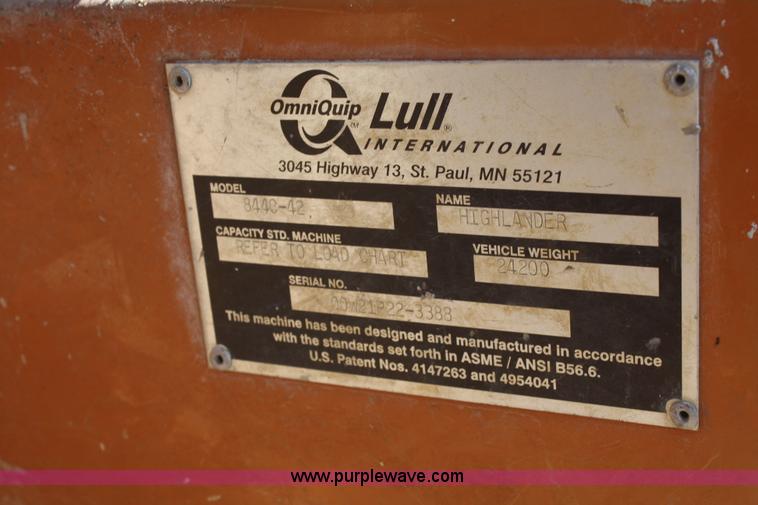 OmniQuip TM Lull ®
INTERNATIONAL
3045 Highway 13, St. Paul, MN 55121
MODEL NAME
844C-42 HIGHLANDER
CAPACITY STD. MACHINE VEHICLE WEIGHT
REFER TO LOAD CHART 24200
SERIAL NO.
This machine has been designed and manufactured in accordance
with the standards set forth in ASME / ANSI B56.6.
U.S. Patent Nos. 4147263 and 4954041
www.purplewave.com